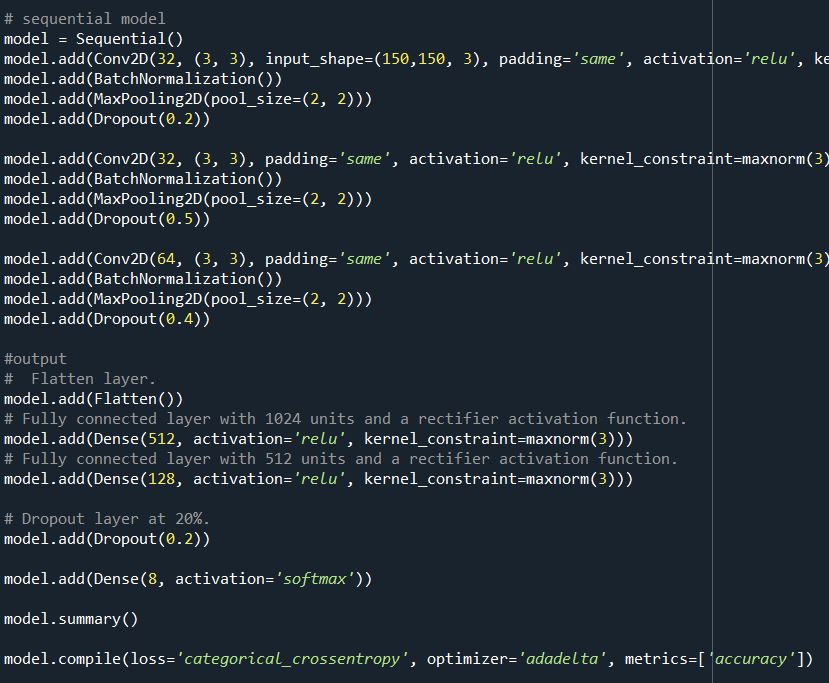 # sequential model
model = Sequential()
model.add(Conv2D(32, (3, 3), input_shape=(150,150, 3), padding='same', activation='relu', ke
model.add(BatchNormalization())
model.add(MaxPooling2D(pool_size=(2, 2)))
model.add(Dropout(0.2))
model.add(Conv2D(32, (3, 3), padding='same', activation='relu', kernel_constraint=maxnorm(3)
model.add(BatchNormalization())
model.add(MaxPooling2D(pool_size=(2, 2)))
model.add(Dropout(0.5))
model.add(Conv2D(64, (3, 3), padding='same', activation='relu', kernel_constraint=maxnorm(3)
model.add(BatchNormalization())
model.add(MaxPooling2D(pool_size=(2, 2)))
model.add(Dropout(0.4))
#output
#  Flatten layer.
model.add(Flatten())
# Fully connected layer with 1024 units and a rectifier activation function.
model.add(Dense(512, activation='relu', kernel_constraint=maxnorm(3)))
# Fully connected layer with 512 units and a rectifier activation function.
model.add(Dense(128, activation='relu', kernel_constraint=maxnorm(3)))
# Dropout layer at 20%.
model.add(Dropout(0.2))
model.add(Dense(8, activation='softmax'))
model.summary()
model.compile(loss='categorical_crossentropy', optimizer='adadelta', metrics=['accuracy'])